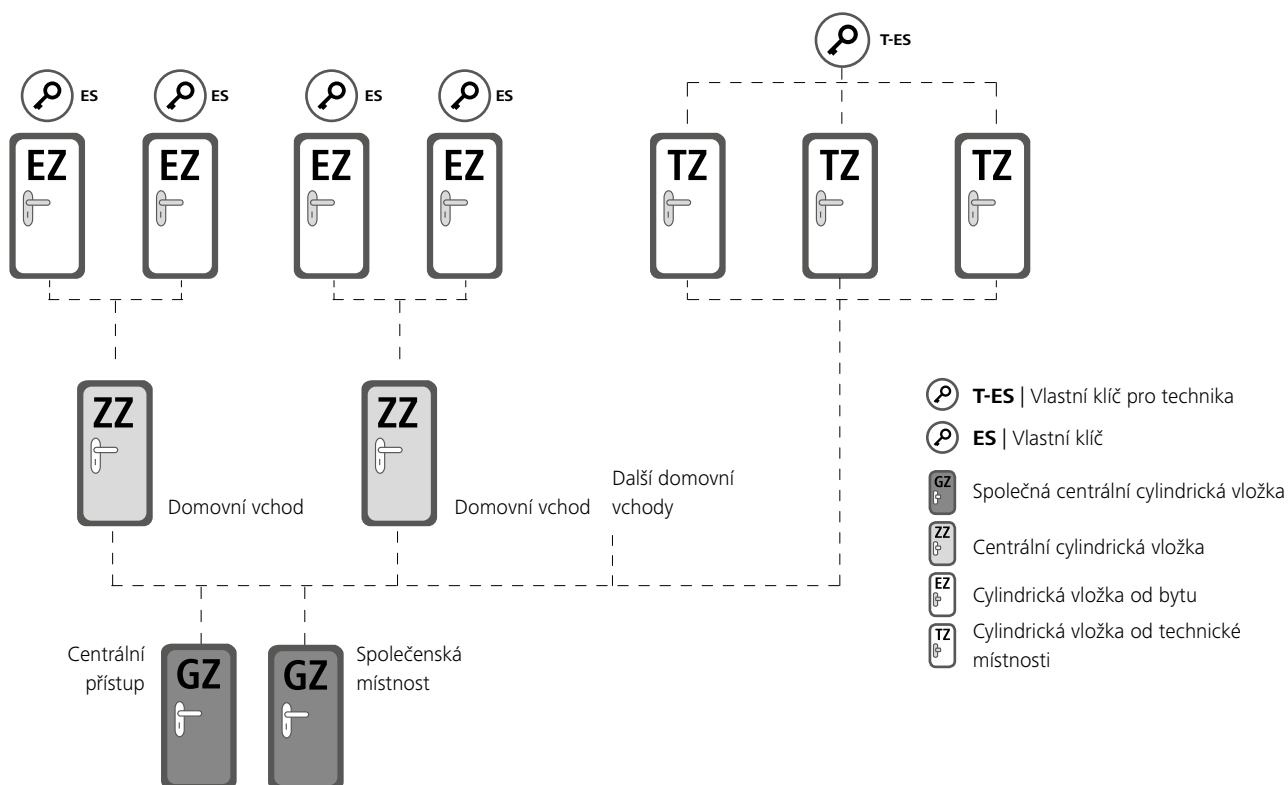 T-ES
ES
ES
ES
ES
EZ
EZ
EZ
EZ
TZ
TZ
TZ
ZZ
Domovní vchod
ZZ
Domovní vchod
Další domovní
vchody
GZ
Centrální
přístup
GZ
Společenská
místnost
T-ES | Vlastní klíč pro technika
ES | Vlastní klíč
GZ
Společná centrální cylindrická vložka
ZZ
Centrální cylindrická vložka
EZ
Cylindrická vložka od bytu
TZ
Cylindrická vložka od technické
místnosti